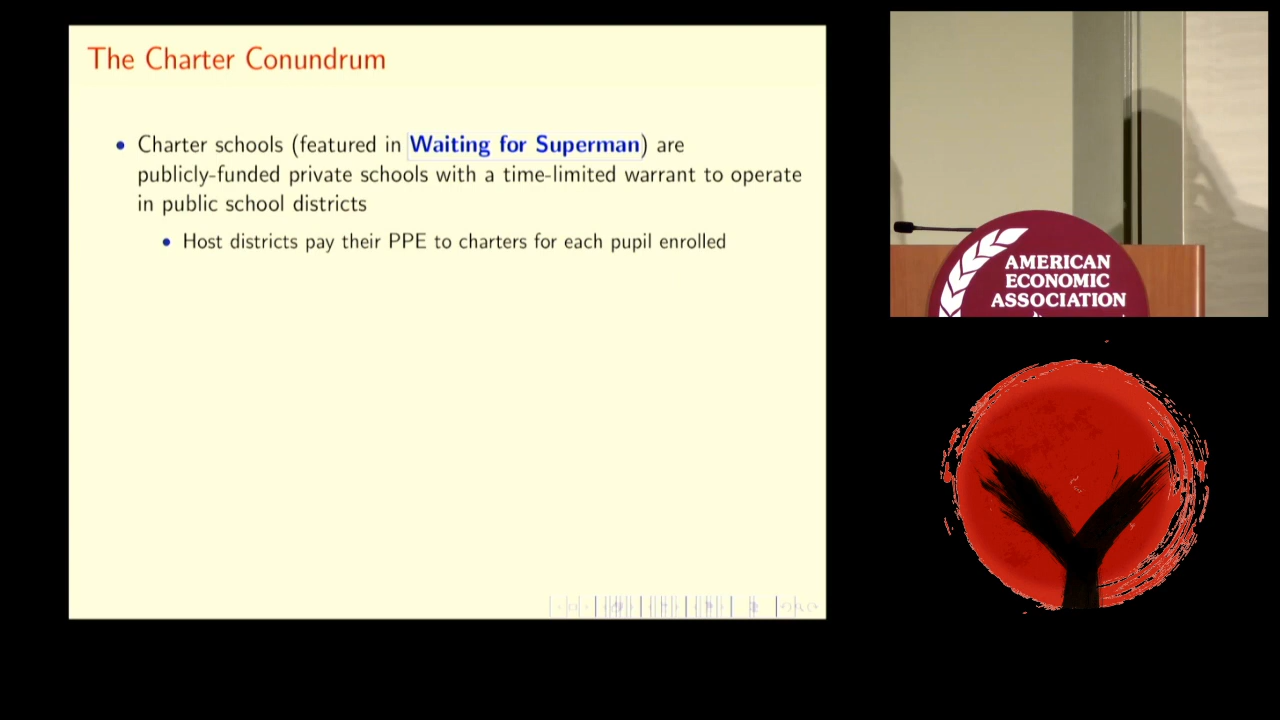 The Charter Conundrum
• Charter schools (featured in Waiting for Superman) are
publicly-funded private schools with a time-limited warrant to operate
in public school districts
• Host districts pay their PPE to charters for each pupil enrolled
AMERICAN
ECONOMIC
ASSOCIATION